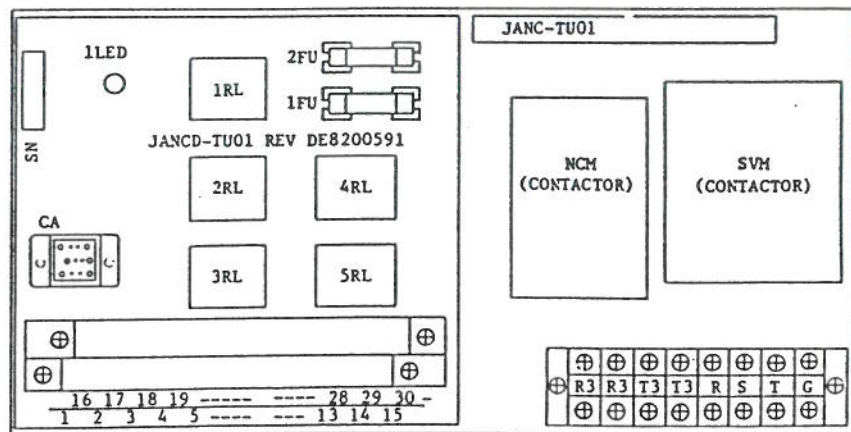 JANC-TU01
1LED
2FU
1RL
1FU
SN
JANCD-TU01 REV DE8200591
NCM
(CONTACTOR)
SVM
(CONTACTOR)
2RL 4RL
CA
C C
3RL 5RL
R3 R3 T3 T3 R S T G
16 17 18 19 ----- ---- 28 29 30 -
1 2 3 4 5 ---- --- 13 14 15